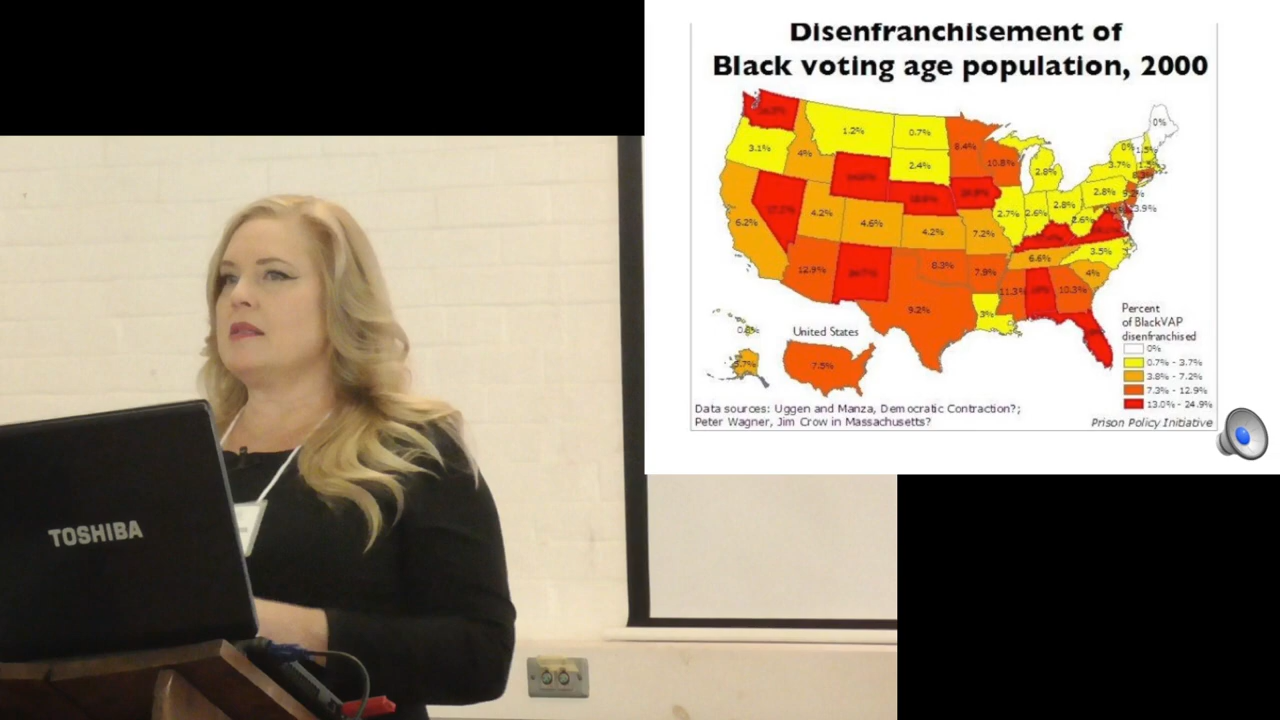 Disenfranchisement of
Black voting age population, 2000
0%
1.2%
0.7%
3.1%
4%
2.4%
8.4%
10.8%
2.8%
3.7%
2.8%
6.2%
4.2%
4.6%
4.2%
7.2%
2.7%
2.6%
2.8%
2.6%
3.9%
6.6%
3.5%
4%
12.9%
8.3%
7.9%
11.3%
10.3%
9.2%
3%
United States
7.5%
Percent
of BlackVAP
disenfranchised
0%
0.7% - 3.7%
3.8% - 7.2%
7.3% - 12.9%
13.0% - 24.9%
Data sources: Uggen and Manza, Democratic Contraction?;
Peter Wagner, Jim Crow in Massachusetts?
Prison Policy Initiative
TOSHIBA